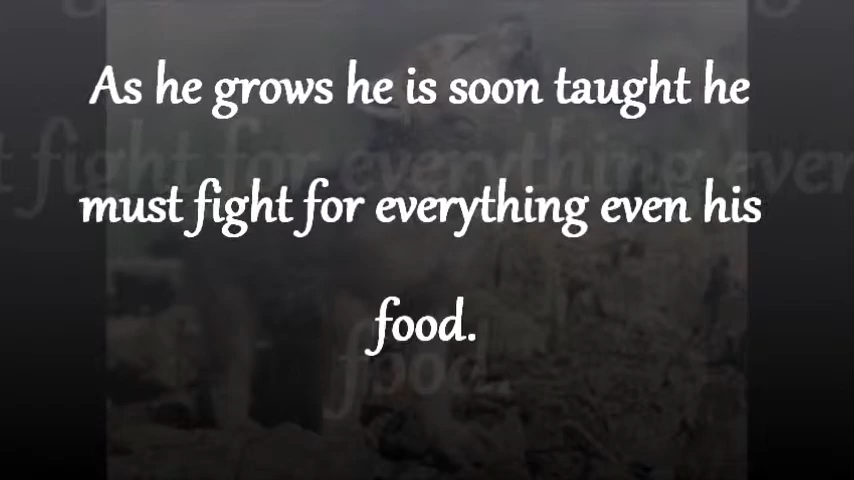 As he grows he is soon taught he
must fight for everything even his
food.